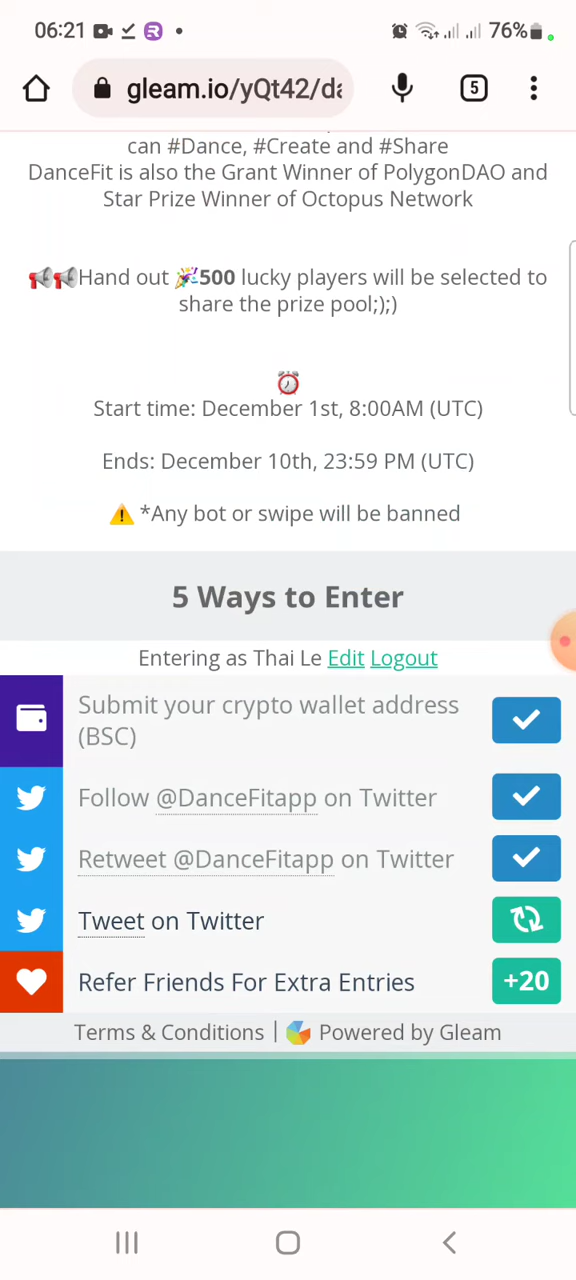 06:21
76%
gleam.io/yQt42/da
5
can #Dance, #Create and #Share
DanceFit is also the Grant Winner of PolygonDAO and
Star Prize Winner of Octopus Network
📢📢Hand out 🎉500 lucky players will be selected to
share the prize pool;););)
⏰
Start time: December 1st, 8:00AM (UTC)
Ends: December 10th, 23:59 PM (UTC)
⚠️ *Any bot or swipe will be banned
5 Ways to Enter
Entering as Thai Le Edit Logout
Submit your crypto wallet address
(BSC)
Follow @DanceFitapp on Twitter
Retweet @DanceFitapp on Twitter
Tweet on Twitter
Refer Friends For Extra Entries +20
Terms & Conditions | Powered by Gleam